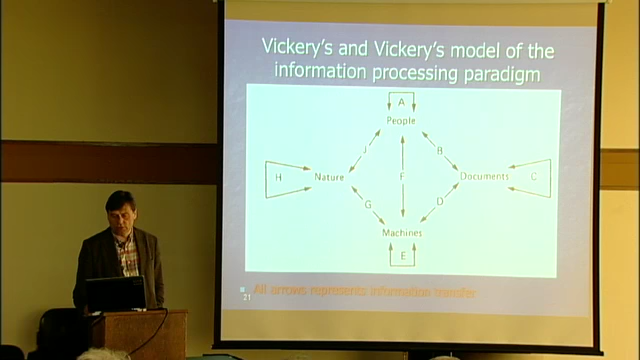 Vickery's and Vickery's model of the
information processing paradigm
A
People
J
B
H
Nature
F
Documents
C
G
D
Machines
E
All arrows represents information transfer
21